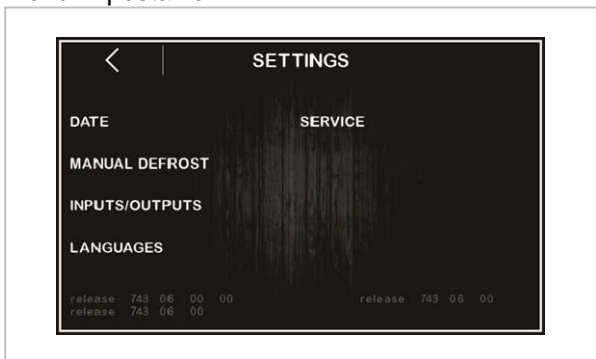 SETTINGS
DATE
SERVICE
MANUAL DEFROST
INPUTS/OUTPUTS
LANGUAGES
release 743 06 00 00
release 743 06 00
release 743 06 00